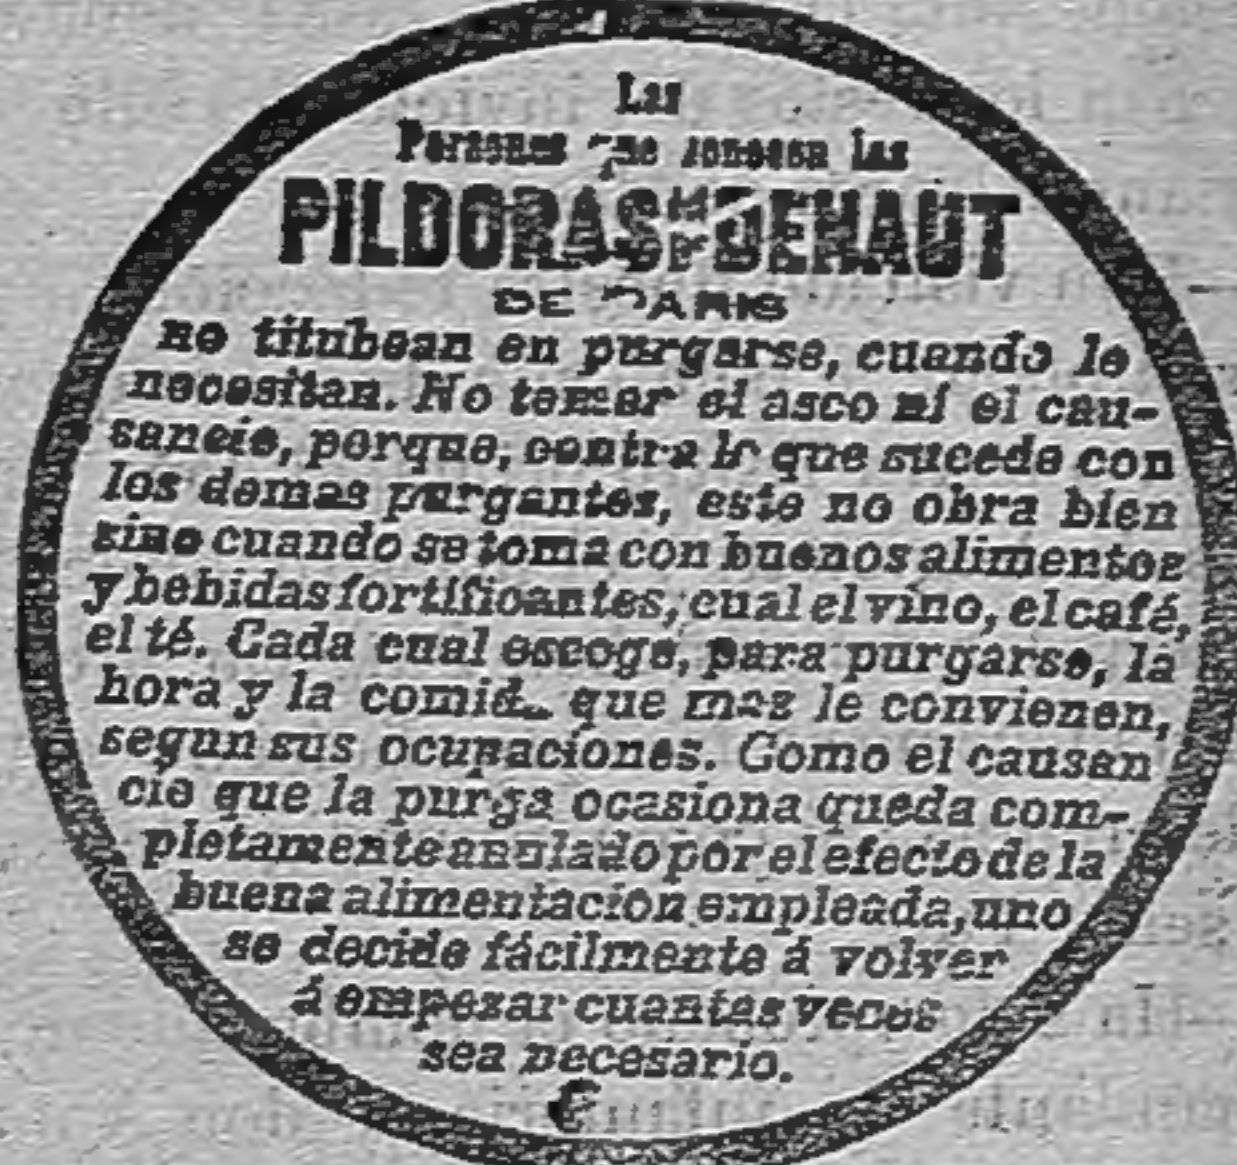 Las
Personas que conocen las
PILDORAS DEHAUT
DE PARIS
no titubean en purgarse, cuando lo
necesitan. No temen el asco ni el cau-
sancio, porque, contra lo que sucede con
los demas purgantes, este no obra bien
sino cuando se toma con buenos alimentos
y bebidas fortificantes, cual el vino, el café,
el té. Cada cual escoge, para purgarse, la
hora y la comida que mas le convienen,
segun sus ocupaciones. Como el causan
cio que la purga ocasiona queda com-
pletamente anulado por el efecto de la
buena alimentacion empleada, uno
se decide fácilmente á volver
á empezar cuantas veces
sea necesario.